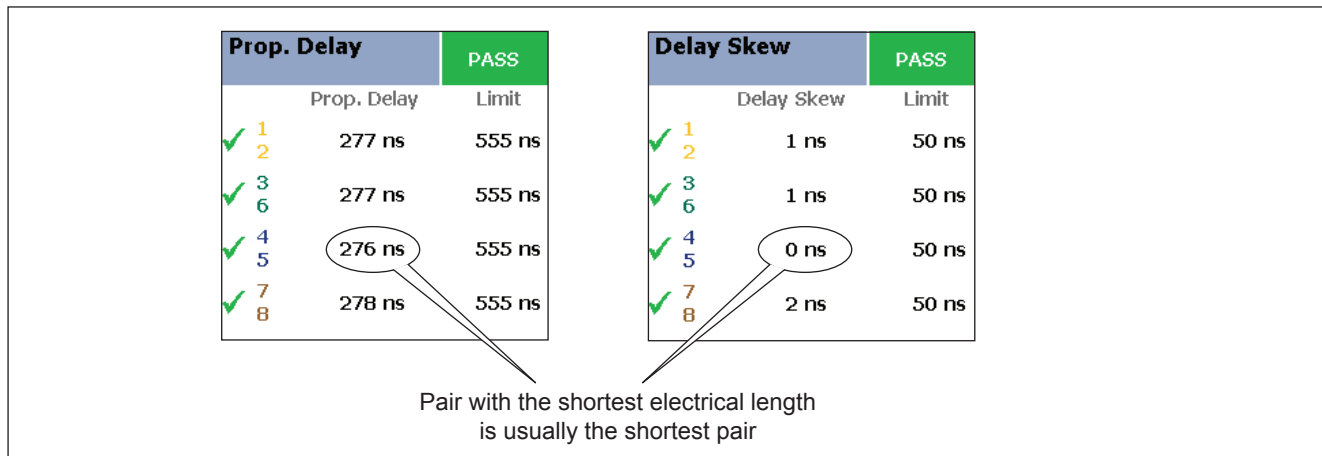 Prop. Delay PASS
Prop. Delay Limit
1
2 277 ns 555 ns
3
6 277 ns 555 ns
4
5 276 ns 555 ns
7
8 278 ns 555 ns
Delay Skew PASS
Delay Skew Limit
1
2 1 ns 50 ns
3
6 1 ns 50 ns
4
5 0 ns 50 ns
7
8 2 ns 50 ns
Pair with the shortest electrical length
is usually the shortest pair